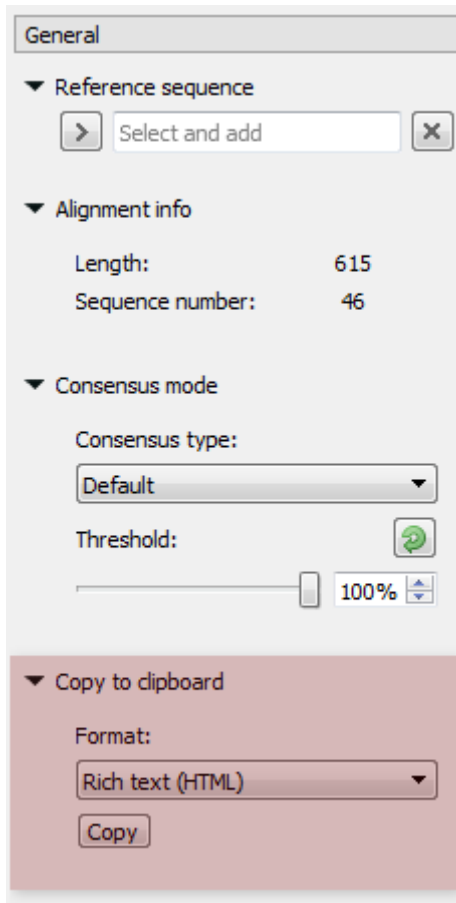 General
Reference sequence
Select and add
Alignment info
Length: 615
Sequence number: 46
Consensus mode
Consensus type:
Default
Threshold:
100%
Copy to clipboard
Format:
Rich text (HTML)
Copy